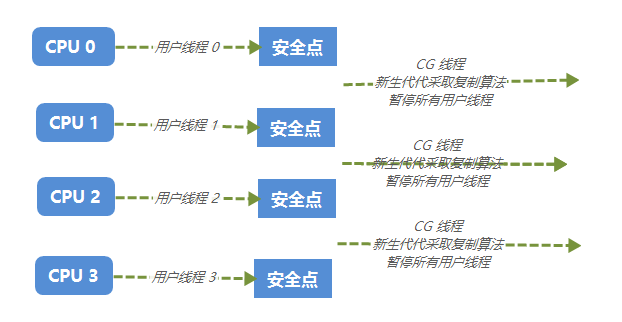 CPU 0
用户线程 0
安全点
CG 线程
新生代代采取复制算法
暂停所有用户线程
CPU 1
用户线程 1
安全点
CG 线程
新生代代采取复制算法
暂停所有用户线程
CPU 2
用户线程 2
安全点
CG 线程
新生代代采取复制算法
暂停所有用户线程
CPU 3
用户线程 3
安全点